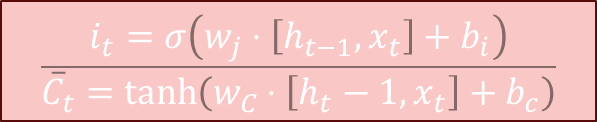 i_t = σ(w_j · [h_{t−1}, x_t] + b_i)
C̄_t = tanh(w_C · [h_t − 1, x_t] + b_c)